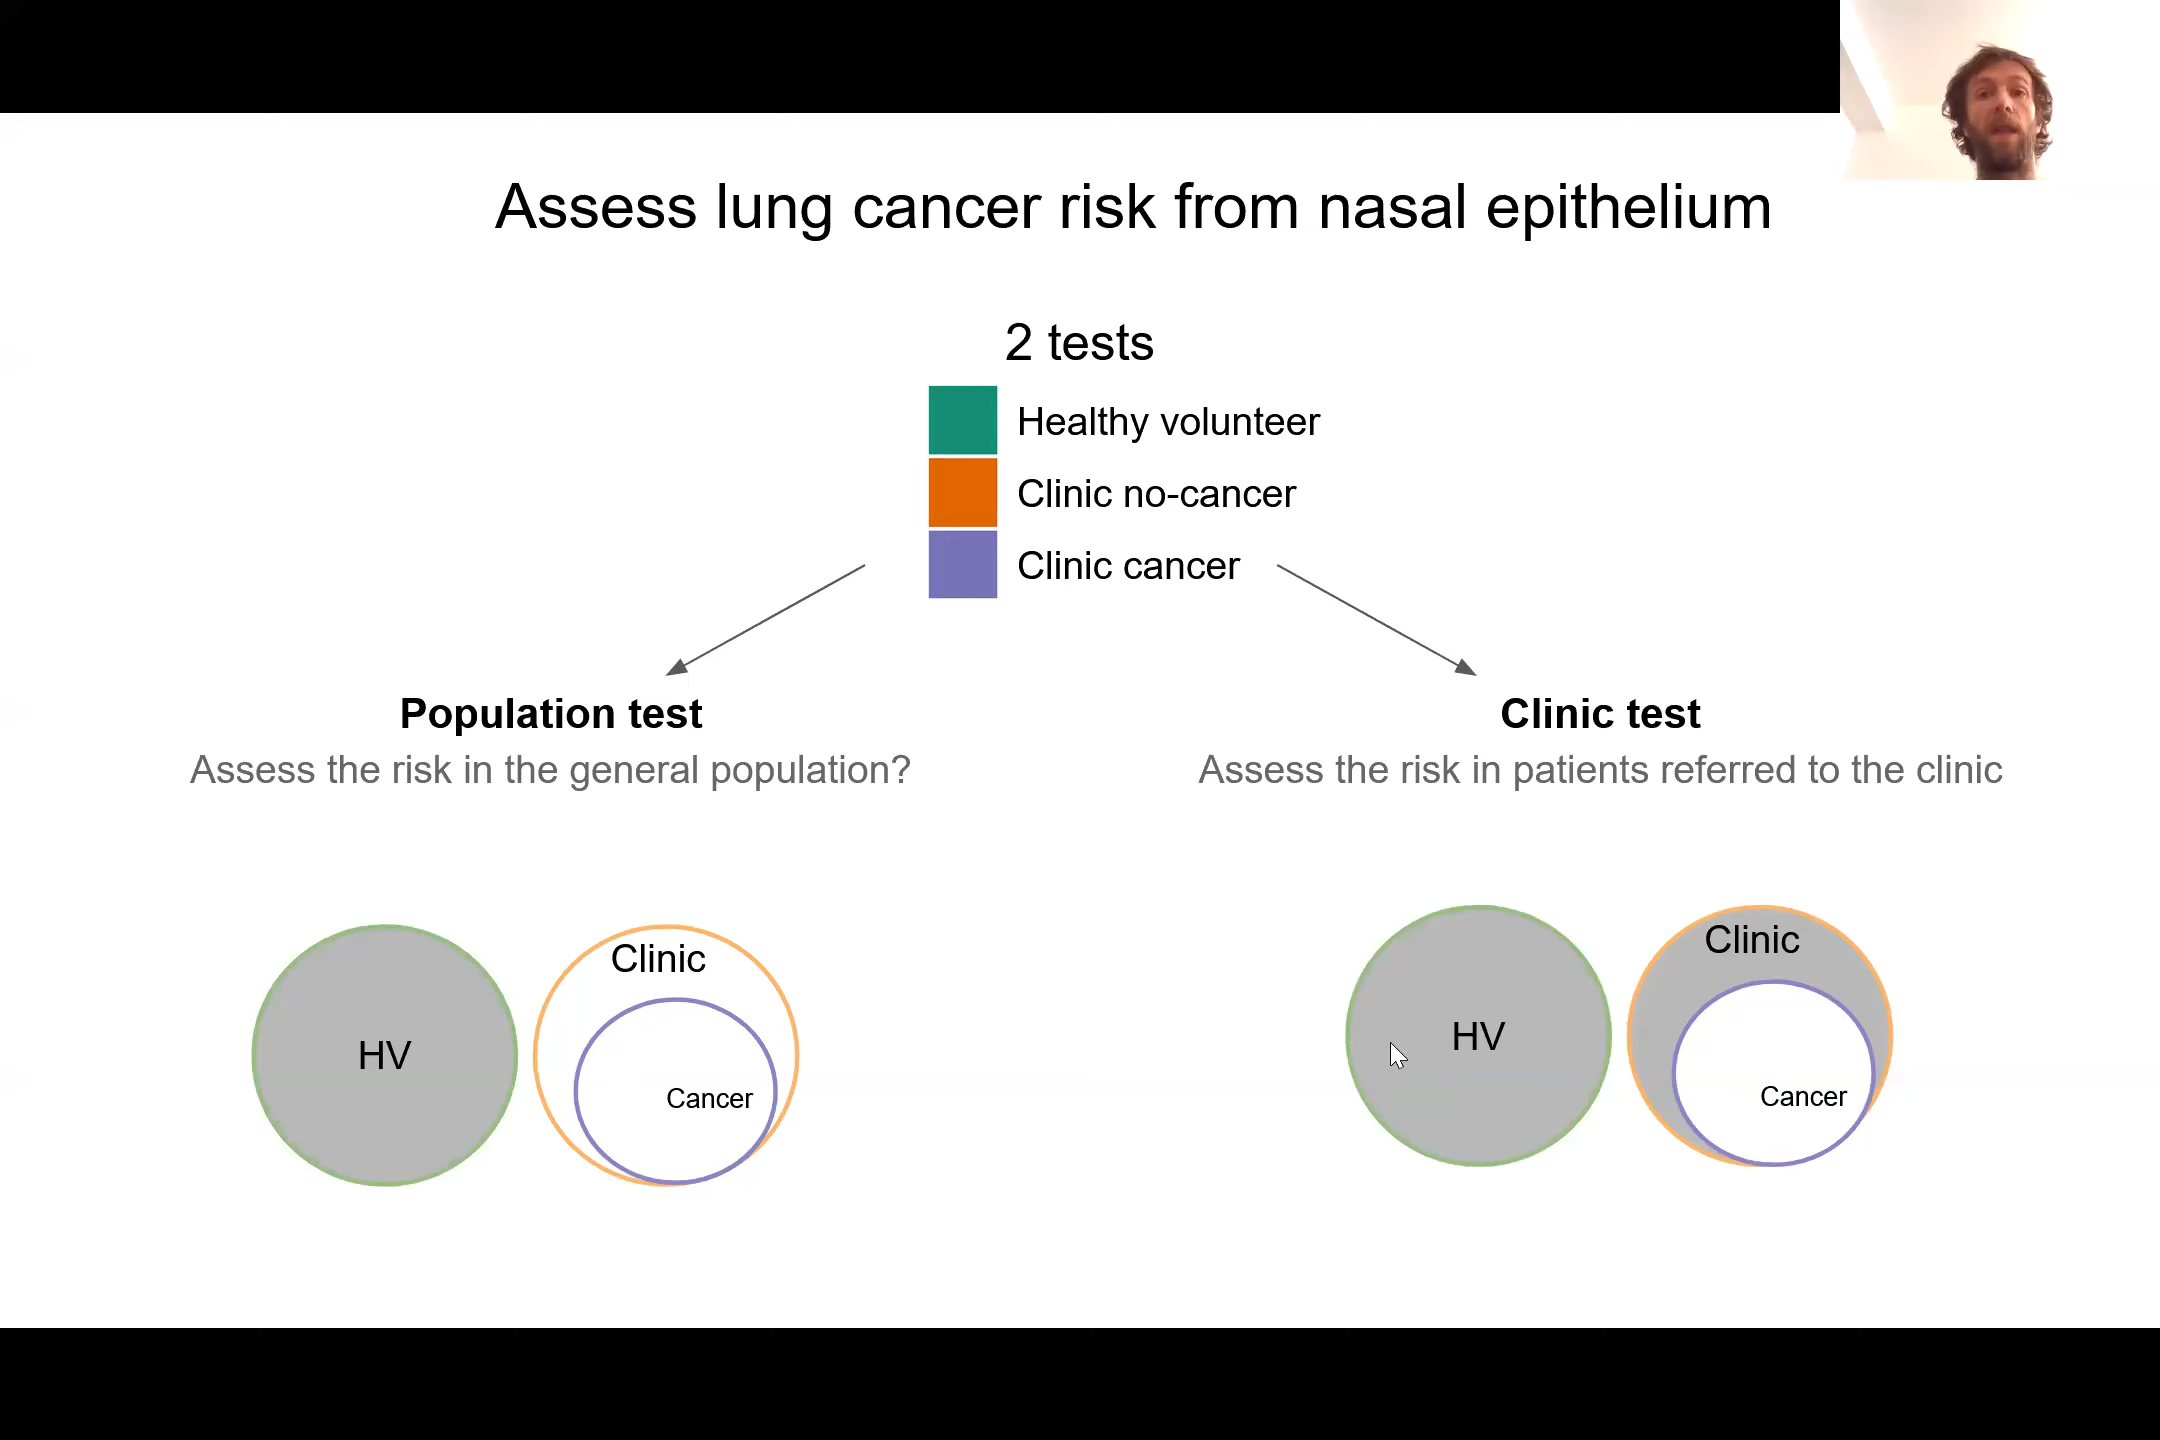 Assess lung cancer risk from nasal epithelium
2 tests
Healthy volunteer
Clinic no-cancer
Clinic cancer
Population test
Assess the risk in the general population?
Clinic test
Assess the risk in patients referred to the clinic
HV
Clinic
Cancer
HV
Clinic
Cancer